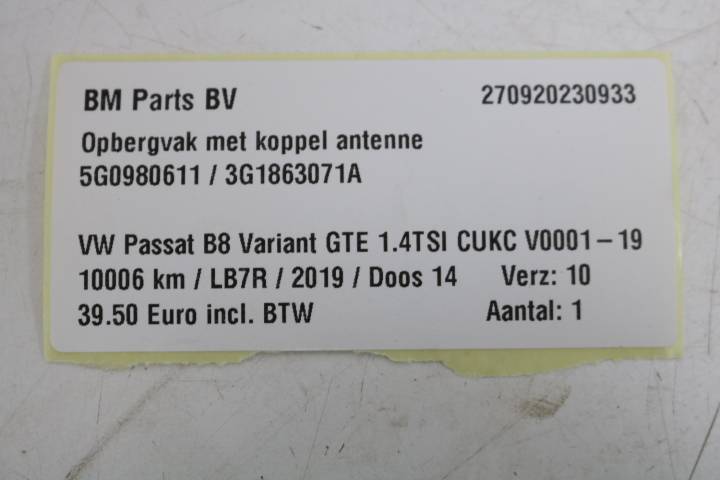 BM Parts BV 270920230933
Opbergvak met koppel antenne
5G0980611 / 3G1863071A
VW Passat B8 Variant GTE 1.4TSI CUKC V0001-19
10006 km / LB7R / 2019 / Doos 14 Verz: 10
39.50 Euro incl. BTW Aantal: 1